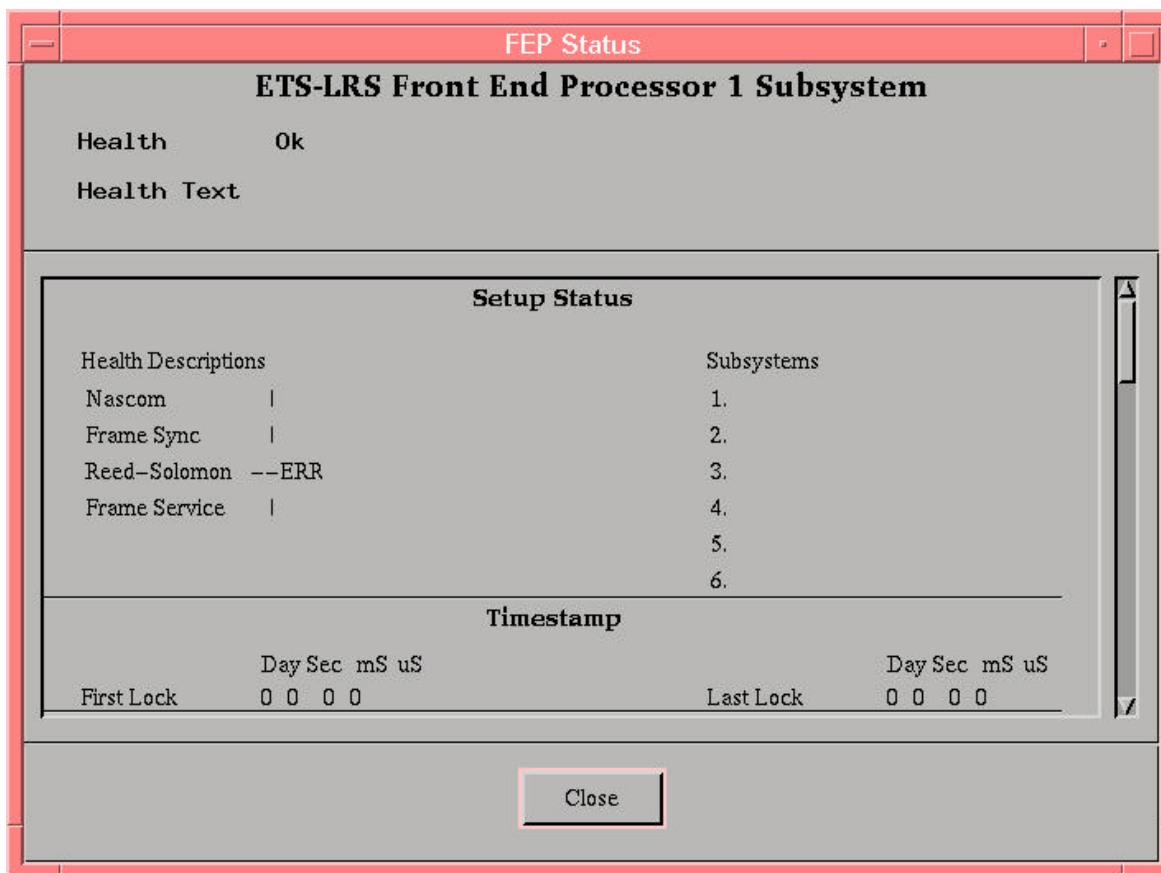 FEP Status
ETS-LRS Front End Processor 1 Subsystem
Health Ok
Health Text
Setup Status
Health Descriptions Subsystems
Nascom | 1.
Frame Sync | 2.
Reed-Solomon --ERR 3.
Frame Service | 4.
5.
6.
Timestamp
Day Sec mS uS Day Sec mS uS
First Lock 0 0 0 0 Last Lock 0 0 0 0
Close